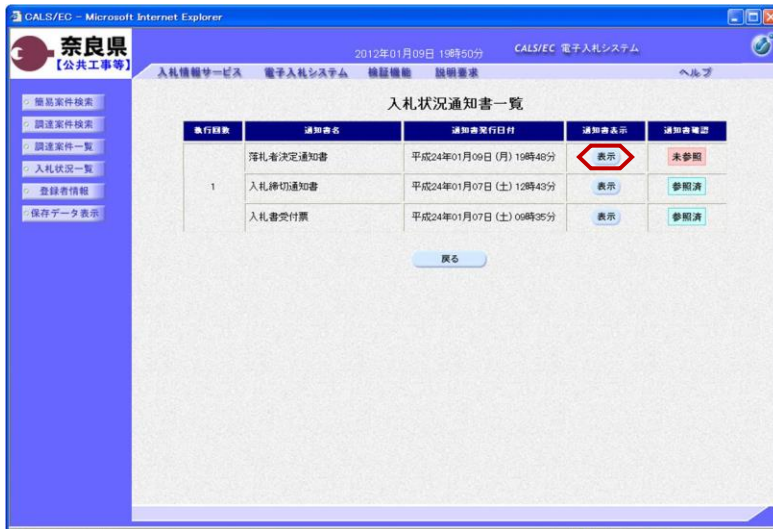 CALS/EC - Microsoft Internet Explorer
奈良県
【公共工事等】
2012年01月09日 19時50分
CALS/EC 電子入札システム
入札情報サービス 電子入札システム 検証機能 説明要求 ヘルプ
簡易案件検索
調達案件検索
調達案件一覧
入札状況一覧
登録者情報
保存データ表示
入札状況通知書一覧
執行回数 通知書名 通知書発行日付 通知書表示 通知書確認
1
落札者決定通知書 平成24年01月09日 (月) 19時48分 表示 未参照
入札締切通知書 平成24年01月07日 (土) 12時43分 表示 参照済
入札書受付票 平成24年01月07日 (土) 09時35分 表示 参照済
戻る